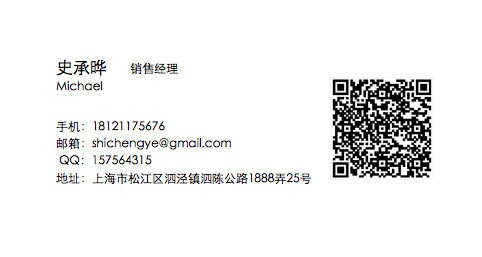 史承晔 销售经理
Michael
手机：18121175676
邮箱：shichengye@gmail.com
QQ：157564315
地址：上海市松江区泗泾镇泗陈公路1888弄25号